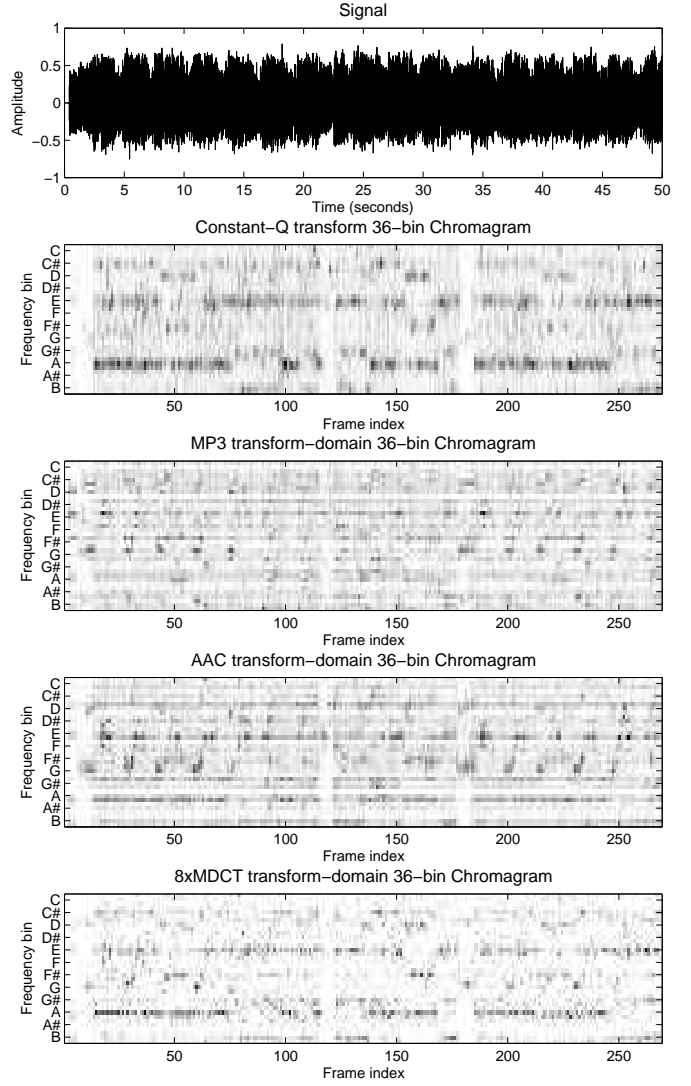 Signal
1
0.5
0
−0.5
−1
Amplitude
0 5 10 15 20 25 30 35 40 45 50
Time (seconds)
Constant−Q transform 36−bin Chromagram
C
C#
D
D#
E
F
F#
G
G#
A
A#
B
Frequency bin
50 100 150 200 250
Frame index
MP3 transform−domain 36−bin Chromagram
C
C#
D
D#
E
F#
G
G#
A
A#
B
Frequency bin
50 100 150 200 250
Frame index
AAC transform−domain 36−bin Chromagram
C
C#
D
D#
E
F
F#
G
G#
A
A#
B
Frequency bin
50 100 150 200 250
Frame index
8xMDCT transform−domain 36−bin Chromagram
C
C#
D
D#
E
F
F#
G
G#
A
A#
B
Frequency bin
50 100 150 200 250
Frame index